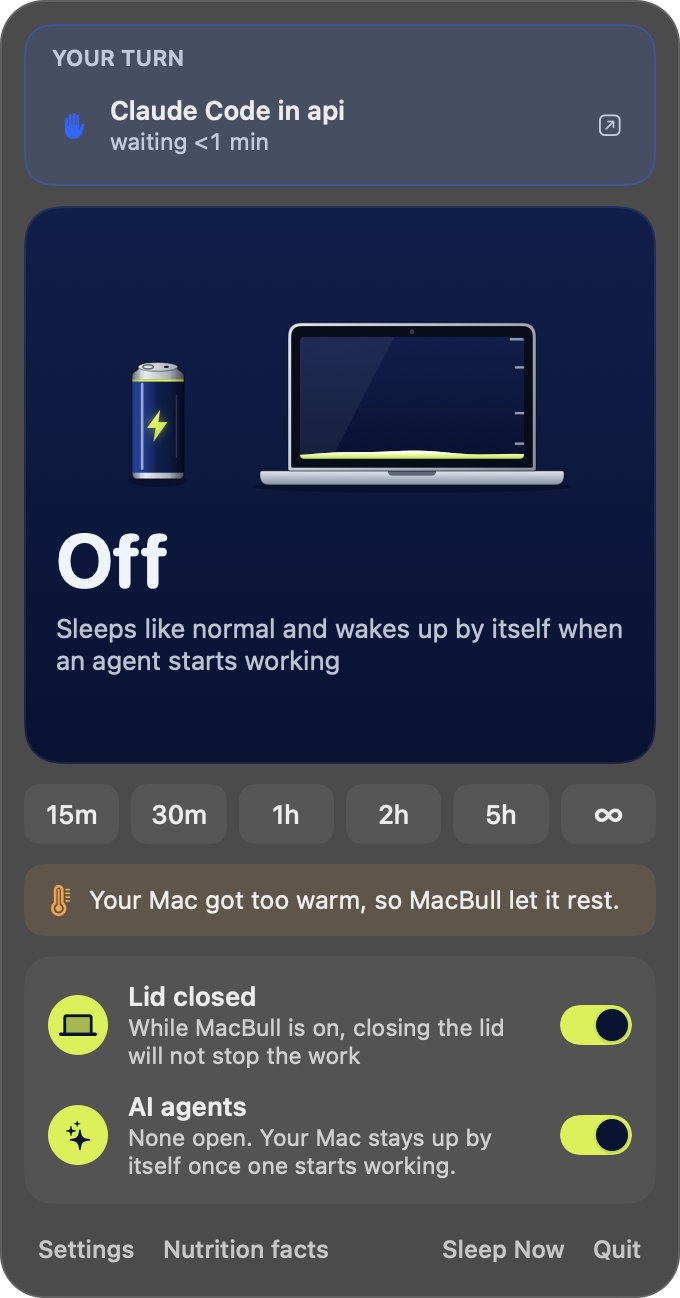 YOUR TURN
Claude Code in api
waiting <1 min
Off
Sleeps like normal and wakes up by itself when
an agent starts working
15m
30m
1h
2h
5h
∞
Your Mac got too warm, so MacBull let it rest.
Lid closed
While MacBull is on, closing the lid
will not stop the work
AI agents
None open. Your Mac stays up by
itself once one starts working.
Settings
Nutrition facts
Sleep Now
Quit